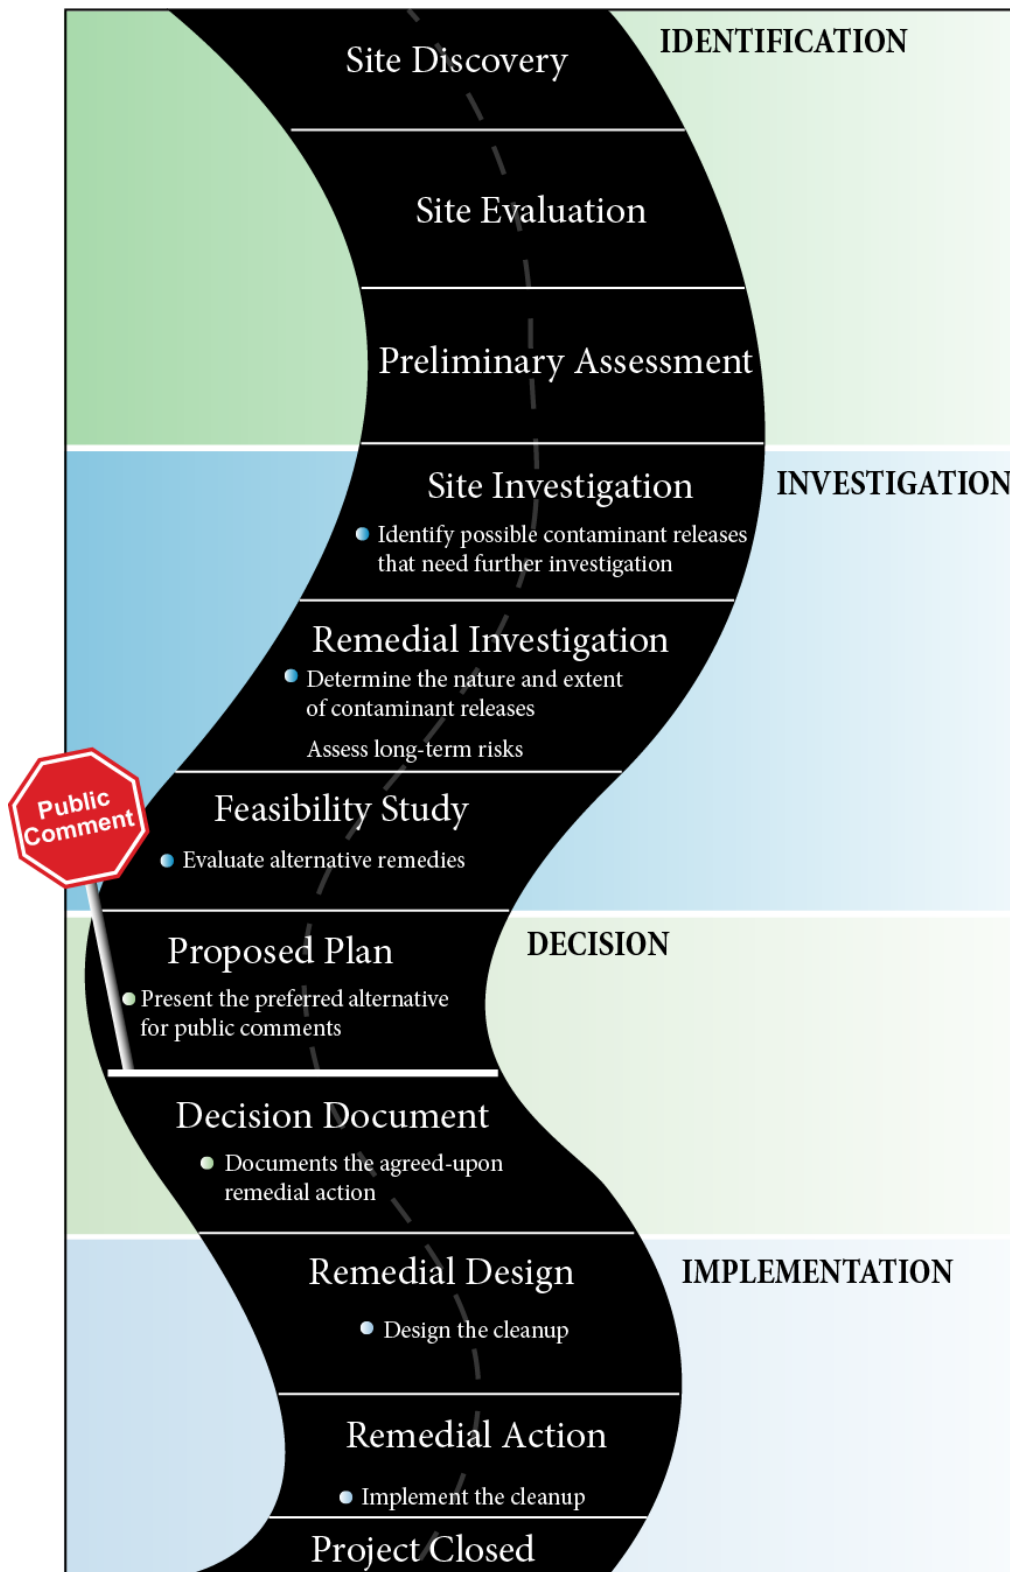 IDENTIFICATION
Site Discovery
Site Evaluation
Preliminary Assessment
INVESTIGATION
Site Investigation
Identify possible contaminant releases
that need further investigation
Remedial Investigation
Determine the nature and extent
of contaminant releases
Assess long-term risks
Public
Comment
Feasibility Study
Evaluate alternative remedies
DECISION
Proposed Plan
Present the preferred alternative
for public comments
Decision Document
Documents the agreed-upon
remedial action
IMPLEMENTATION
Remedial Design
Design the cleanup
Remedial Action
Implement the cleanup
Project Closed